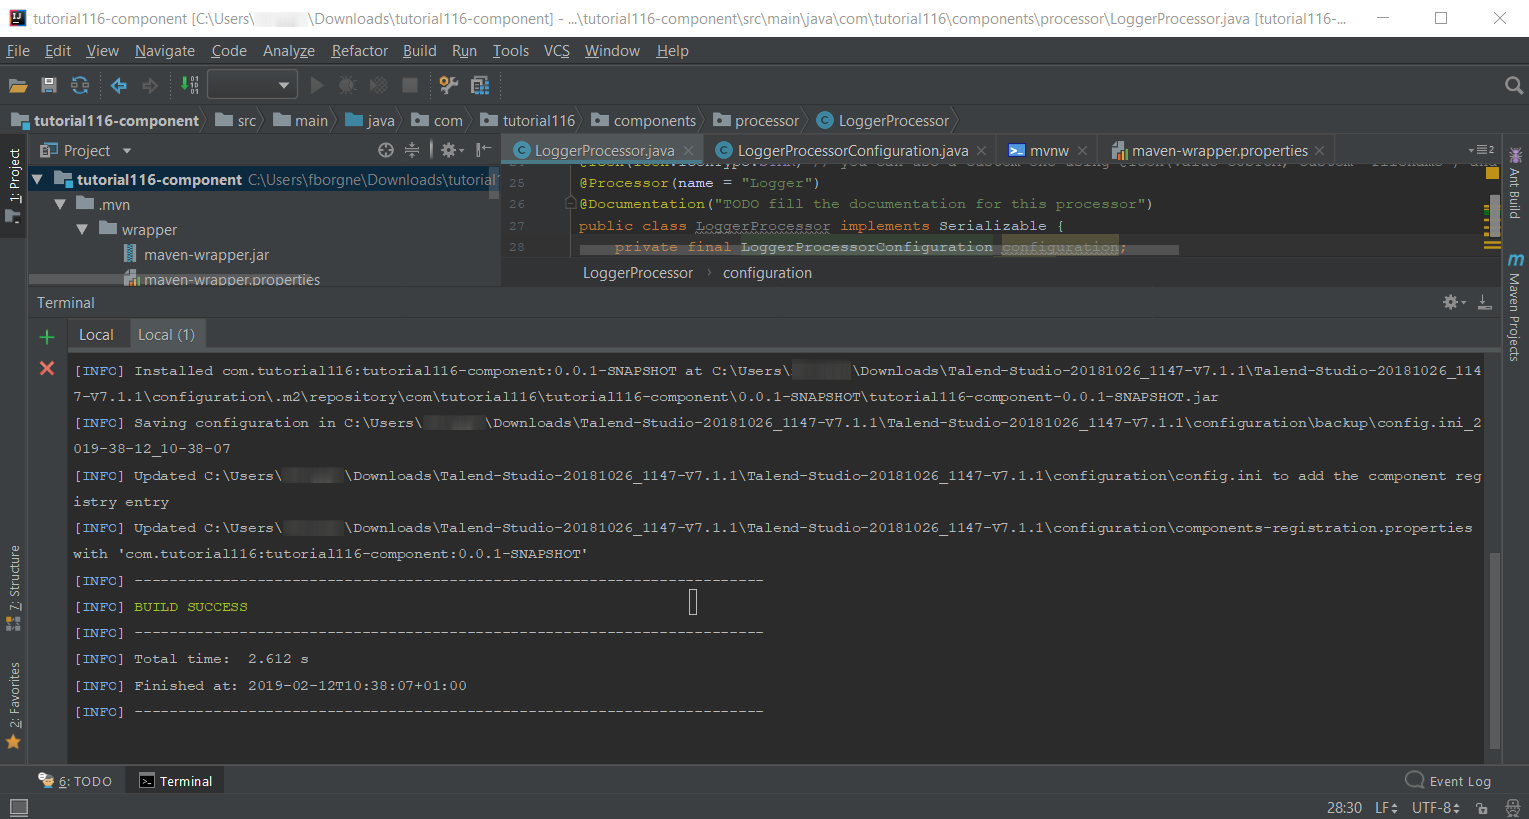 tutorial116-component [C:\Users\ \Downloads\tutorial116-component] - ...\tutorial116-component\src\main\java\com\tutorial116\components\processor\LoggerProcessor.java [tutorial116-...
File Edit View Navigate Code Analyze Refactor Build Run Tools VCS Window Help
tutorial116-component src main java com tutorial116 components processor LoggerProcessor
1: Project
Project
LoggerProcessor.java LoggerProcessorConfiguration.java mvnw maven-wrapper.properties
2
tutorial116-component C:\Users\fborgne\Downloads\tutorial
.mvn
wrapper
maven-wrapper.jar
maven-wrapper.properties
25 @Processor(name = "Logger")
26 @Documentation("TODO fill the documentation for this processor")
27 public class LoggerProcessor implements Serializable {
28 private final LoggerProcessorConfiguration configuration;
LoggerProcessor › configuration
Ant Build
Maven Projects
Terminal
Local Local (1)
[INFO] Installed com.tutorial116:tutorial116-component:0.0.1-SNAPSHOT at C:\Users\ \Downloads\Talend-Studio-20181026_1147-V7.1.1\Talend-Studio-20181026_114
7-V7.1.1\configuration\.m2\repository\com\tutorial116\tutorial116-component\0.0.1-SNAPSHOT\tutorial116-component-0.0.1-SNAPSHOT.jar
[INFO] Saving configuration in C:\Users\ \Downloads\Talend-Studio-20181026_1147-V7.1.1\Talend-Studio-20181026_1147-V7.1.1\configuration\backup\config.ini_2
019-38-12_10-38-07
[INFO] Updated C:\Users\ \Downloads\Talend-Studio-20181026_1147-V7.1.1\Talend-Studio-20181026_1147-V7.1.1\configuration\config.ini to add the component reg
istry entry
[INFO] Updated C:\Users\ \Downloads\Talend-Studio-20181026_1147-V7.1.1\Talend-Studio-20181026_1147-V7.1.1\configuration\components-registration.properties
with 'com.tutorial116:tutorial116-component:0.0.1-SNAPSHOT'
[INFO] ------------------------------------------------------------------------
[INFO] BUILD SUCCESS
[INFO] ------------------------------------------------------------------------
[INFO] Total time:  2.612 s
[INFO] Finished at: 2019-02-12T10:38:07+01:00
[INFO] ------------------------------------------------------------------------
7: Structure
2: Favorites
6: TODO Terminal Event Log
28:30 LF UTF-8